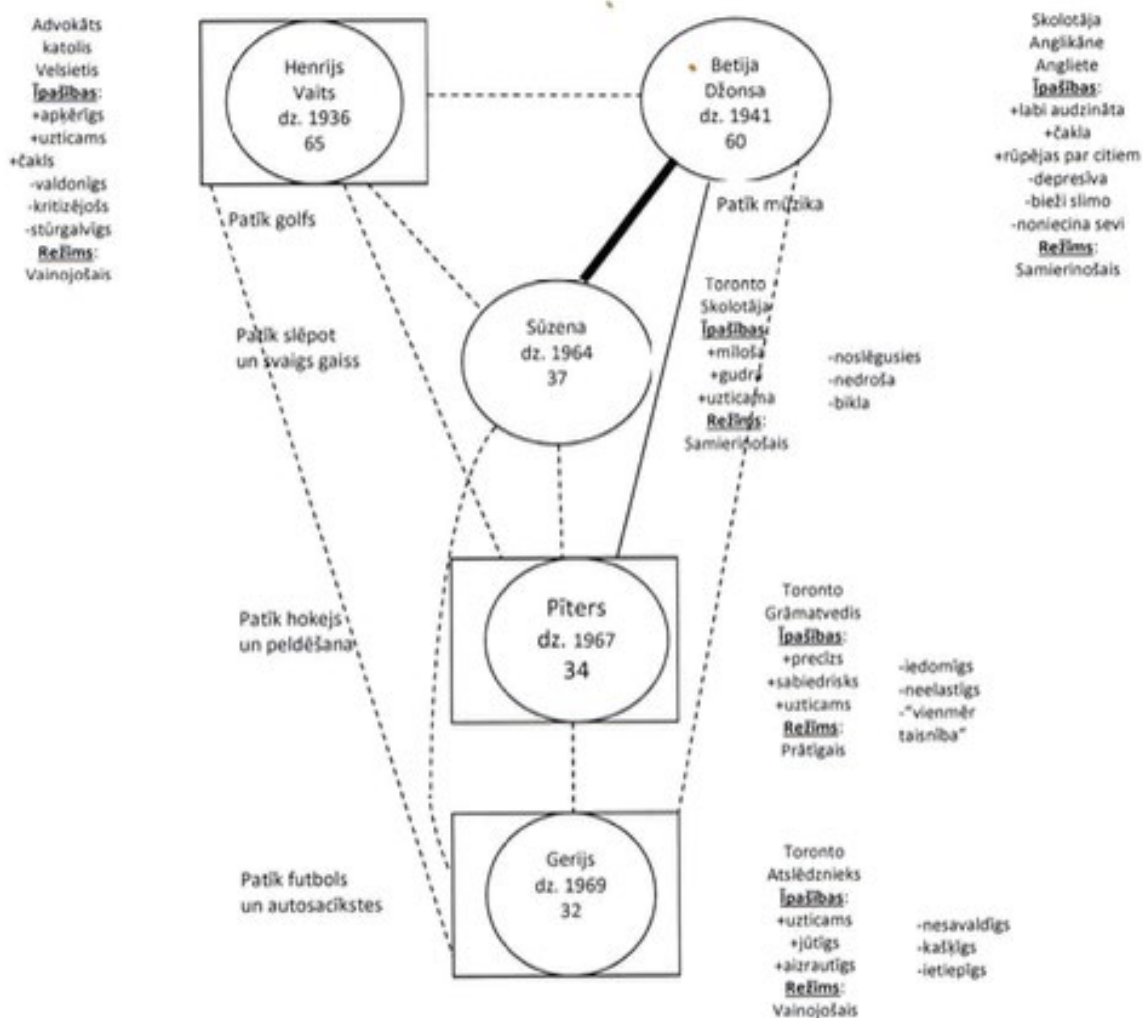 Advokāts
katolis
Velsietis
Īpašības:
+apķērīgs
+uzticams
+čakls
-valdonīgs
-kritizējošs
-stūrgalvīgs
Režīms:
Vainojošais
Henrijs
Vaits
dz. 1936
65
Betija
Džonsa
dz. 1941
60
Skolotāja
Anglikāne
Angliete
Īpašības:
+labi audzināta
+čakla
+rūpējas par citiem
-depresīva
-bieži slimo
-noniecina sevi
Režīms:
Samierinošais
Patīk golfs
Patīk mūzika
Patīk slēpot
un svaigs gaiss
Sūzena
dz. 1964
37
Toronto
Skolotāja
Īpašības:
+mīloša
+gudra
+uzticama
Režīms:
Samierinošais
-noslēgusies
-nedroša
-bikla
Patīk hokejs
un peldēšana
Pīters
dz. 1967
34
Toronto
Grāmatvedis
Īpašības:
+precīzs
+sabiedrisks
+uzticams
Režīms:
Prātīgais
-iedomīgs
-neelastīgs
-"vienmēr
taisnība"
Patīk futbols
un autosacīkstes
Gerijs
dz. 1969
32
Toronto
Atslēdznieks
Īpašības:
+uzticams
+jūtīgs
+aizrautīgs
Režīms:
Vainojošais
-nesavaldīgs
-kašķīgs
-ietiepīgs